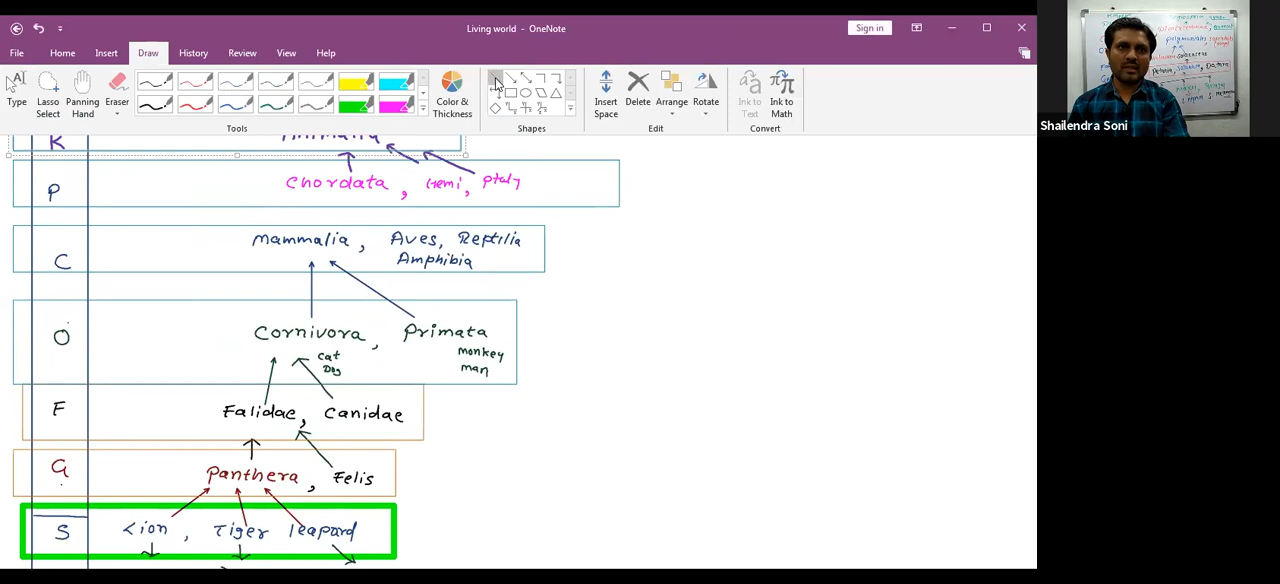 Living world - OneNote
Sign in
File Home Insert Draw History Review View Help
Type
Lasso Select
Panning Hand
Eraser
Color & Thickness
Insert Space
Delete
Arrange
Rotate
Ink to Text
Ink to Math
Tools
Shapes
Edit
Convert
Shailendra Soni
K Animalia
P Chordata, Hemi, Ptaly
C Mammalia, Aves, Reptilia
Amphibia
O Cornivora, Primata
cat
Dog
monkey
man
F Falidae, Canidae
G Panthera, Felis
S Lion, Tiger leapard